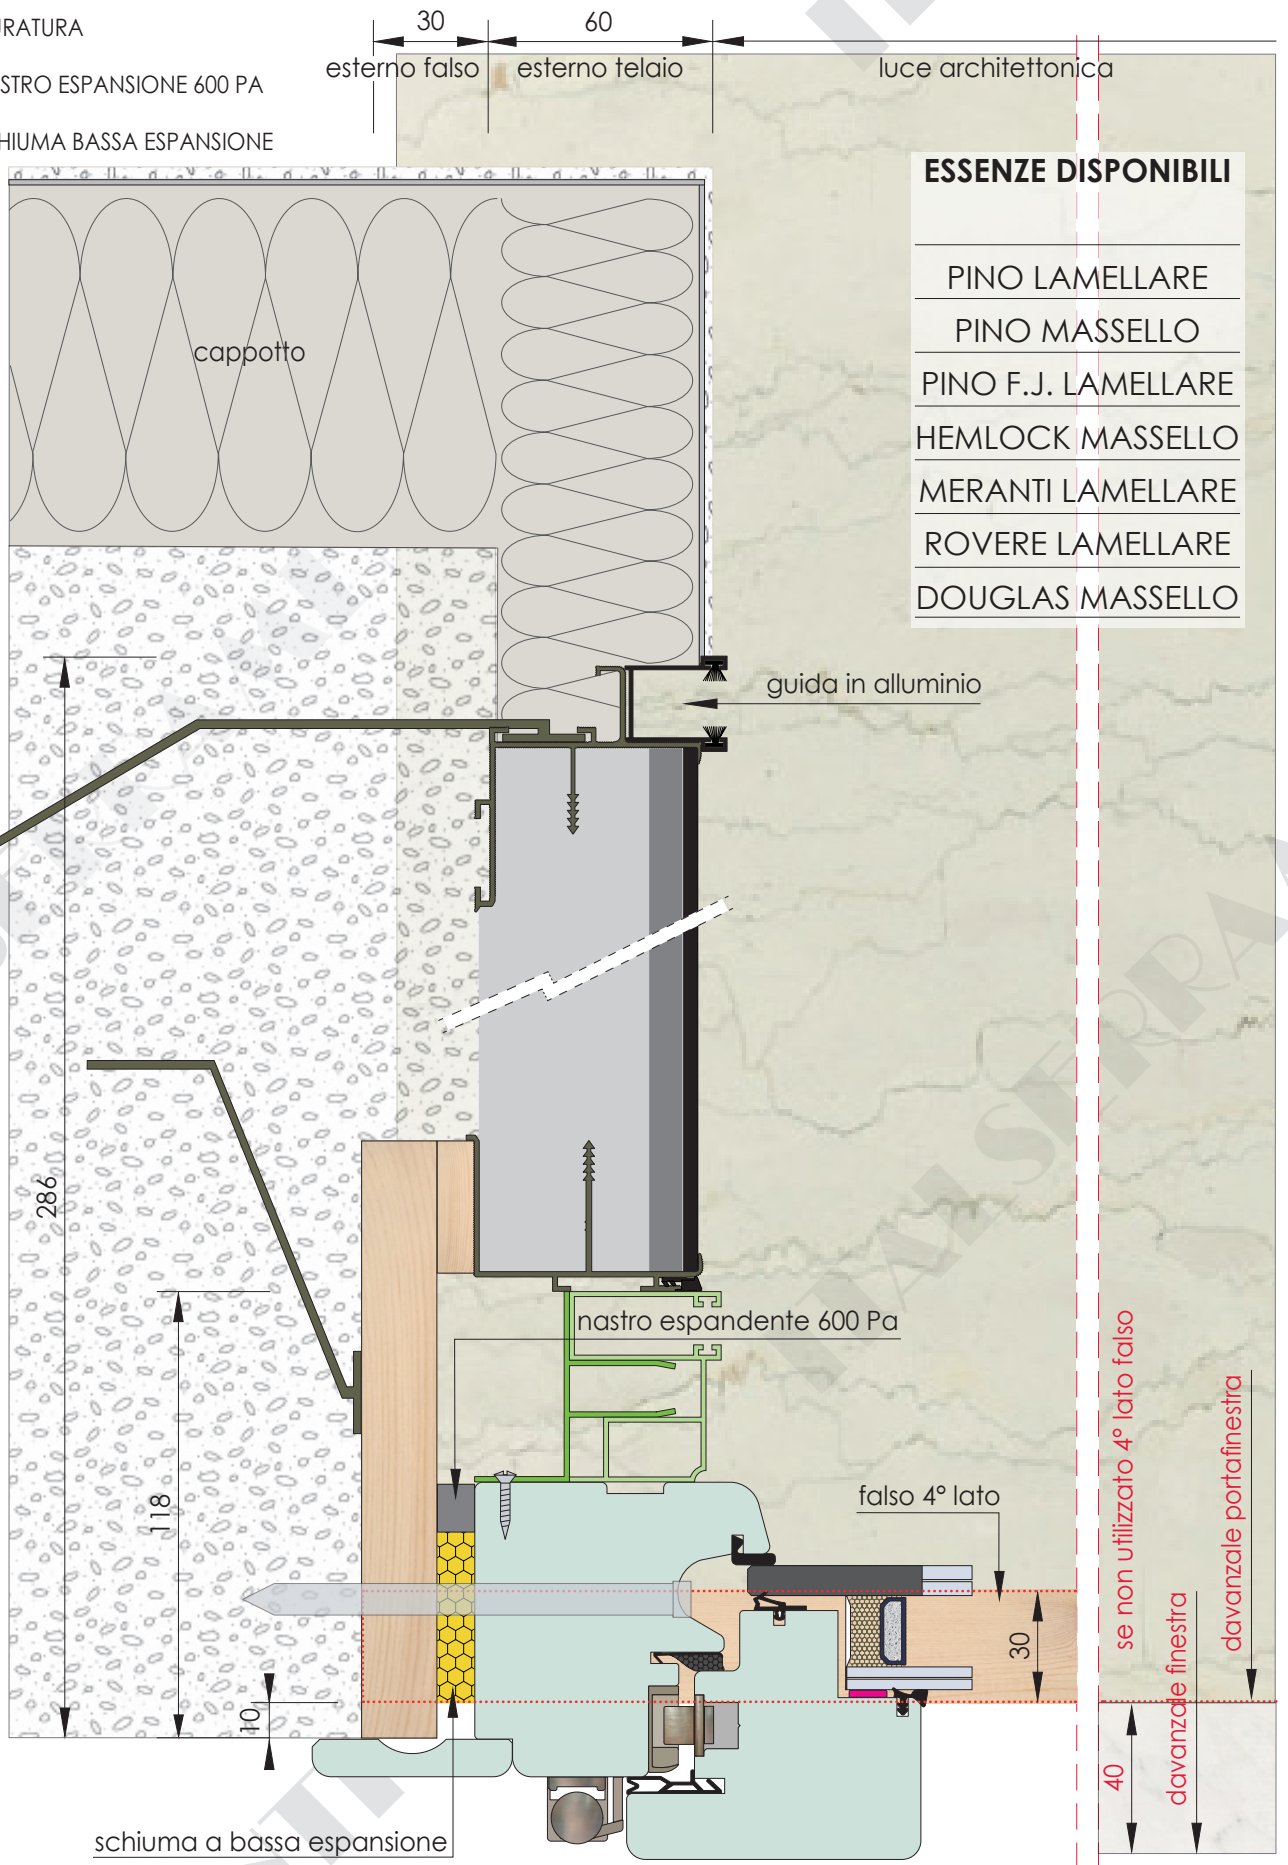 30
60
URATURA
esterno falso
esterno telaio
luce architettonica
STRO ESPANSIONE 600 PA
HIUMA BASSA ESPANSIONE
ESSENZE DISPONIBILI
PINO LAMELLARE
PINO MASSELLO
PINO F.J. LAMELLARE
HEMLOCK MASSELLO
MERANTI LAMELLARE
ROVERE LAMELLARE
DOUGLAS MASSELLO
cappotto
guida in alluminio
286
nastro espandente 600 Pa
118
falso 4° lato
se non utilizzato 4° lato falso
davanzale portafinestra
davanzale finestra
30
10
40
schiuma a bassa espansione